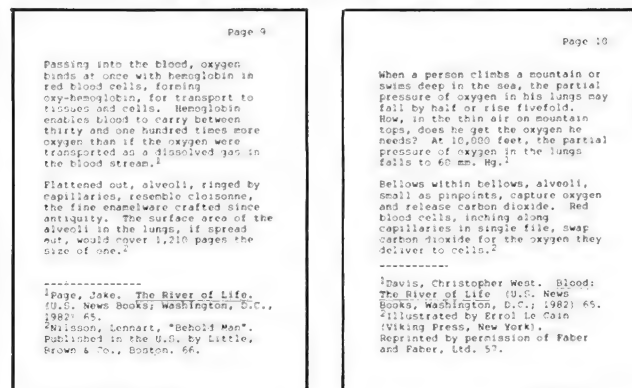 Page 9
Passing into the blood, oxygen
binds at once with hemoglobin in
red blood cells, forming
oxy-hemoglobin, for transport to
tissues and cells. Hemoglobin
enables blood to carry between
thirty and one hundred times more
oxygen than if the oxygen were
transported as a dissolved gas in
the blood stream.1
Flattened out, alveoli, ringed by
capillaries, resemble cloisonne,
the fine enamelware crafted since
antiquity. The surface area of the
alveoli in the lungs, if spread
out, would cover 1,210 pages the
size of one.2
------------
1Page, Jake. The River of Life.
(U.S. News Books; Washington, D.C.,
1982) 65.
2Nilsson, Lennart, "Behold Man".
Published in the U.S. by Little,
Brown & Co., Boston. 66.
Page 10
When a person climbs a mountain or
swims deep in the sea, the partial
pressure of oxygen in his lungs may
fall by half or rise fivefold.
How, in the thin air on mountain
tops, does he get the oxygen he
needs? At 10,000 feet, the partial
pressure of oxygen in the lungs
falls to 60 mm. Hg.1
Bellows within bellows, alveoli,
small as pinpoints, capture oxygen
and release carbon dioxide. Red
blood cells, inching along
capillaries in single file, swap
carbon dioxide for the oxygen they
deliver to cells.2
------------
1Davis, Christopher West. Blood:
The River of Life (U.S. News
Books, Washington, D.C.; 1982) 65.
2Illustrated by Errol Le Cain
(Viking Press, New York).
Reprinted by permission of Faber
and Faber, Ltd. 57.